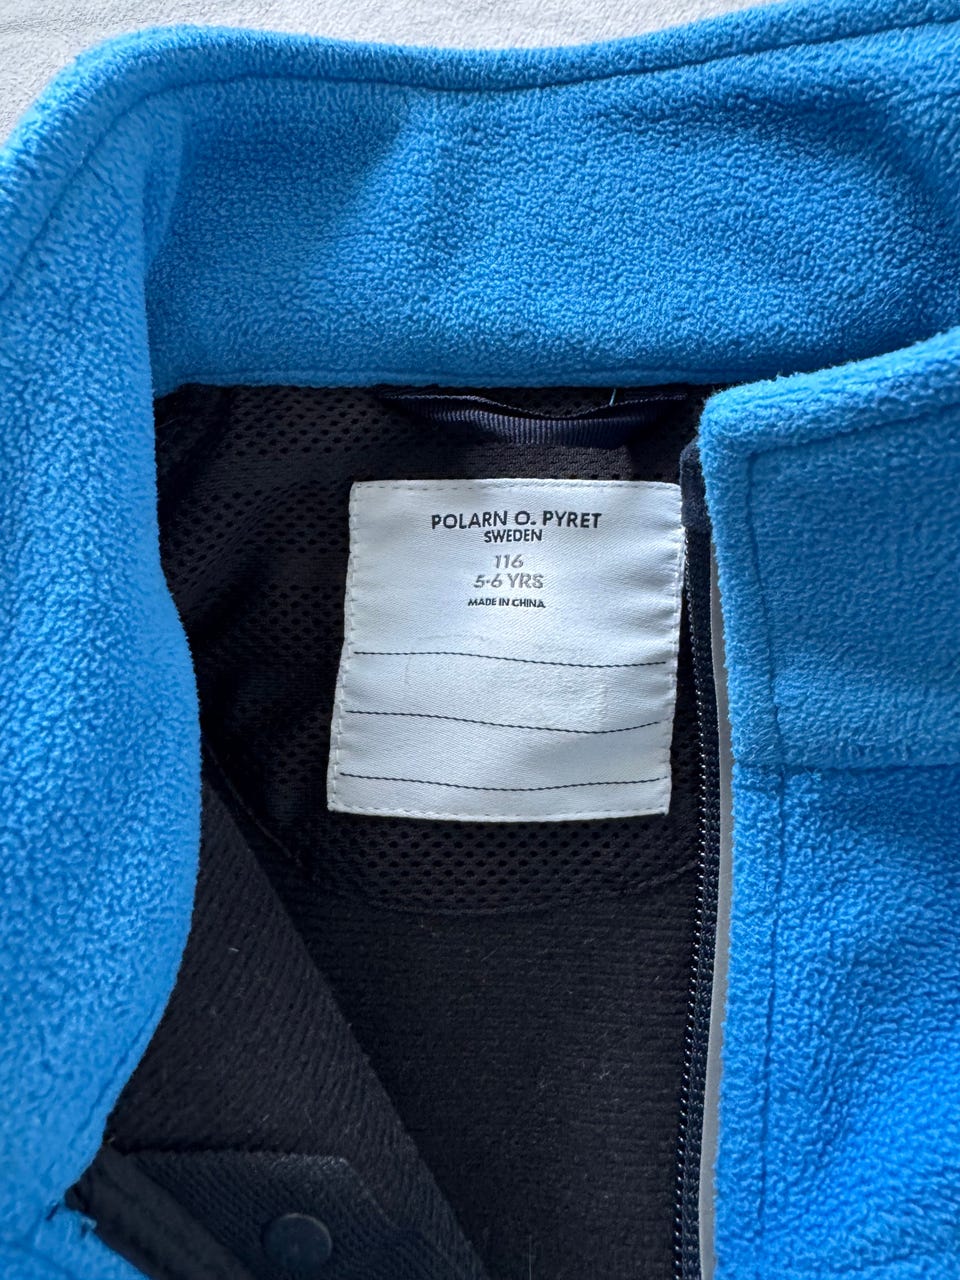 POLARN O. PYRET
SWEDEN
116
5-6 YRS
MADE IN CHINA